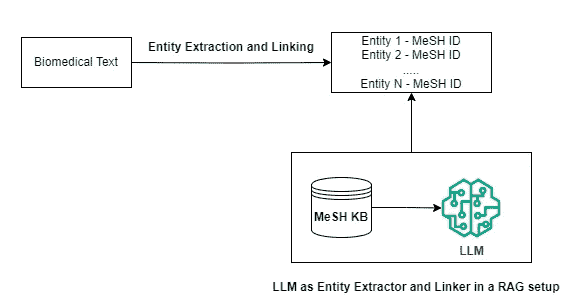 Biomedical Text
Entity Extraction and Linking
Entity 1 - MeSH ID
Entity 2 - MeSH ID
.....
Entity N - MeSH ID
MeSH KB
LLM
LLM as Entity Extractor and Linker in a RAG setup